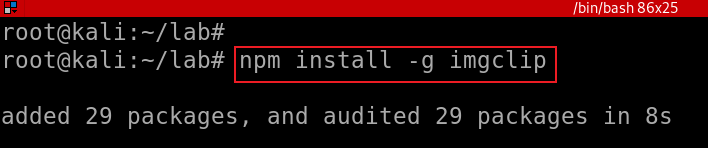 /bin/bash 86x25
root@kali:~/lab#
root@kali:~/lab# npm install -g imgclip
added 29 packages, and audited 29 packages in 8s